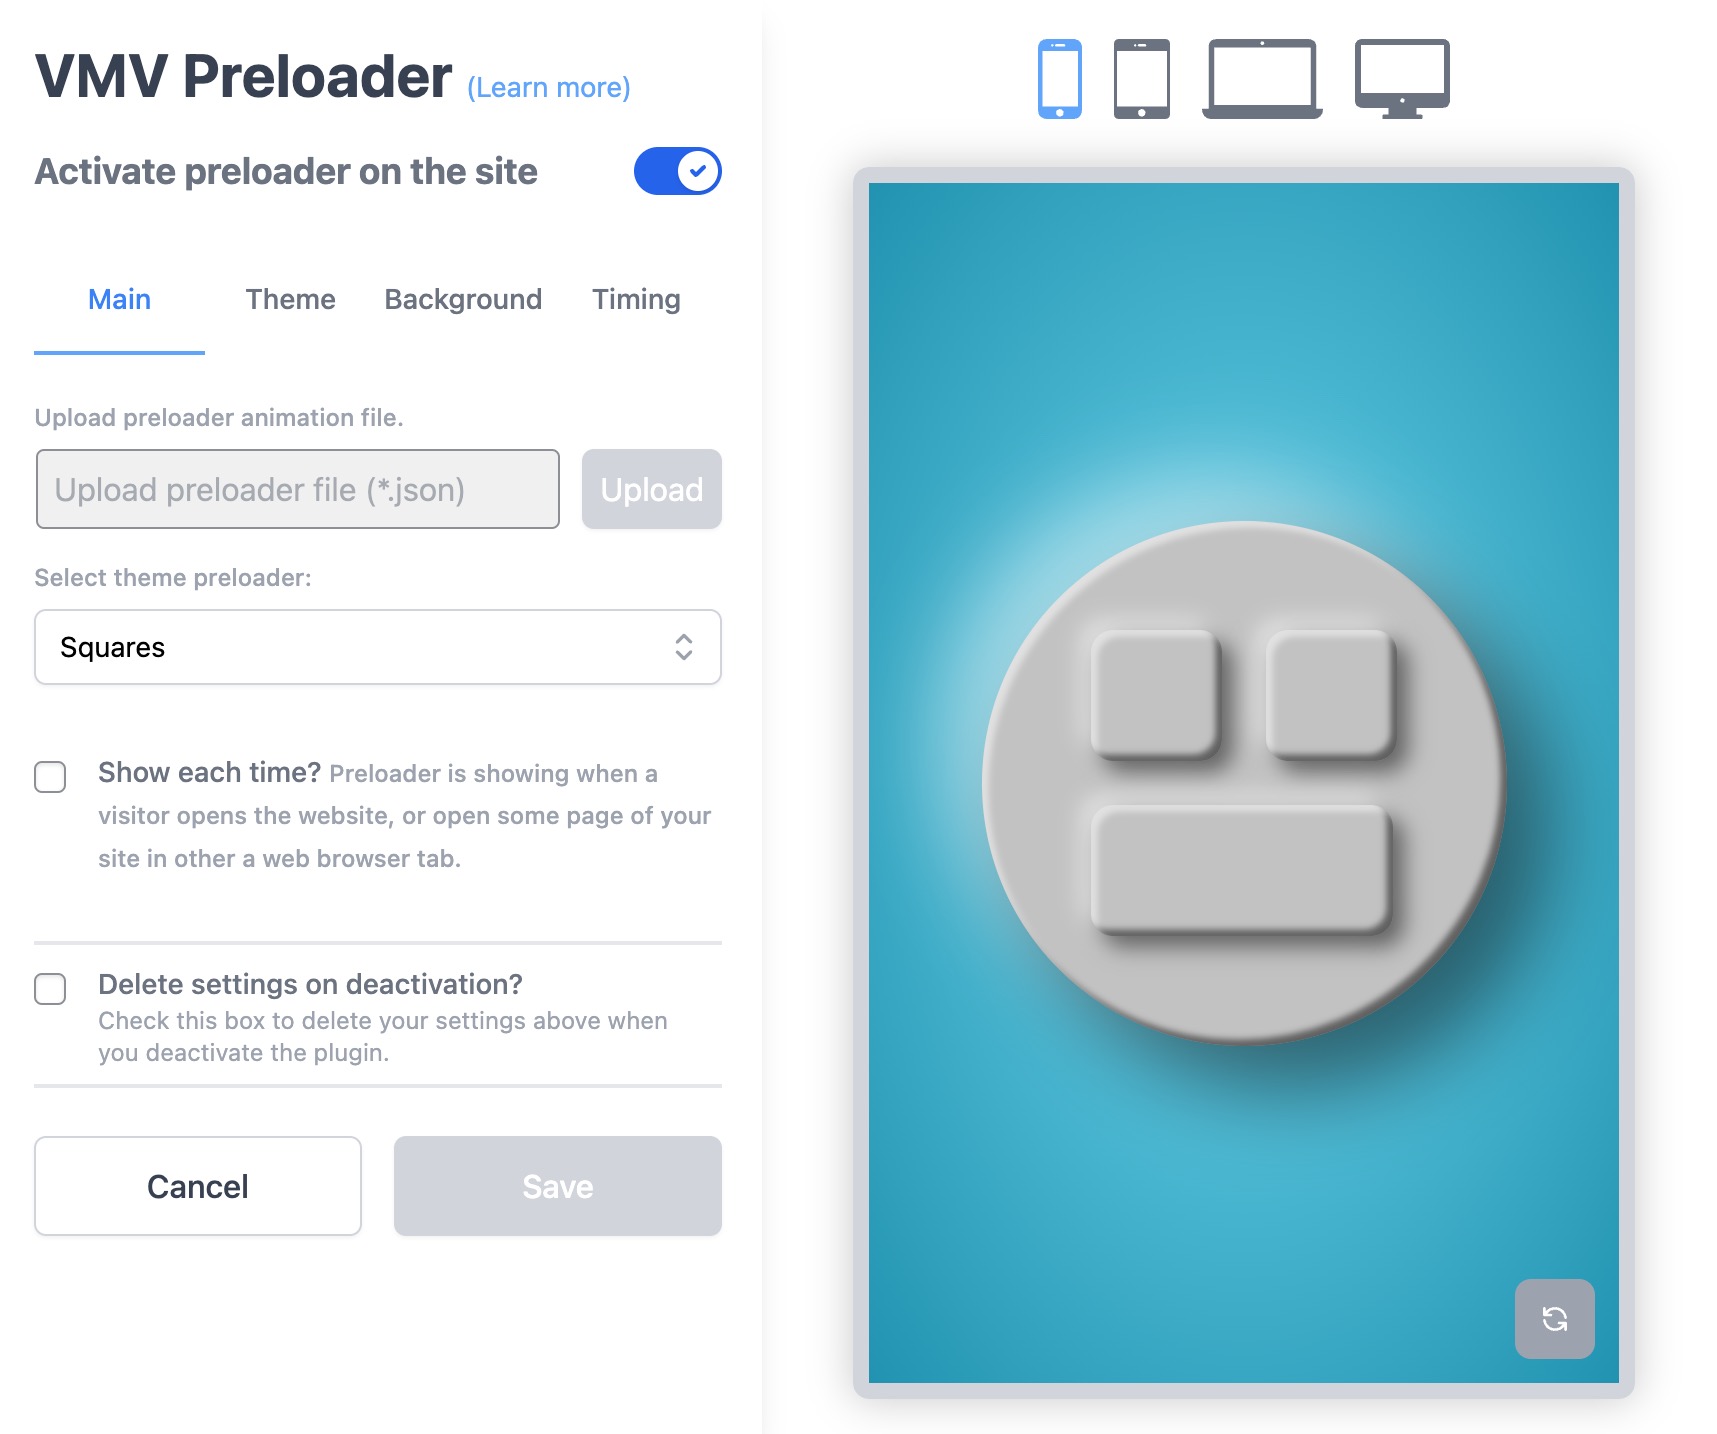 VMV Preloader (Learn more)
Activate preloader on the site
Main Theme Background Timing
Upload preloader animation file.
Upload preloader file (*.json) Upload
Select theme preloader:
Squares
Show each time? Preloader is showing when a
visitor opens the website, or open some page of your
site in other a web browser tab.
Delete settings on deactivation?
Check this box to delete your settings above when
you deactivate the plugin.
Cancel Save